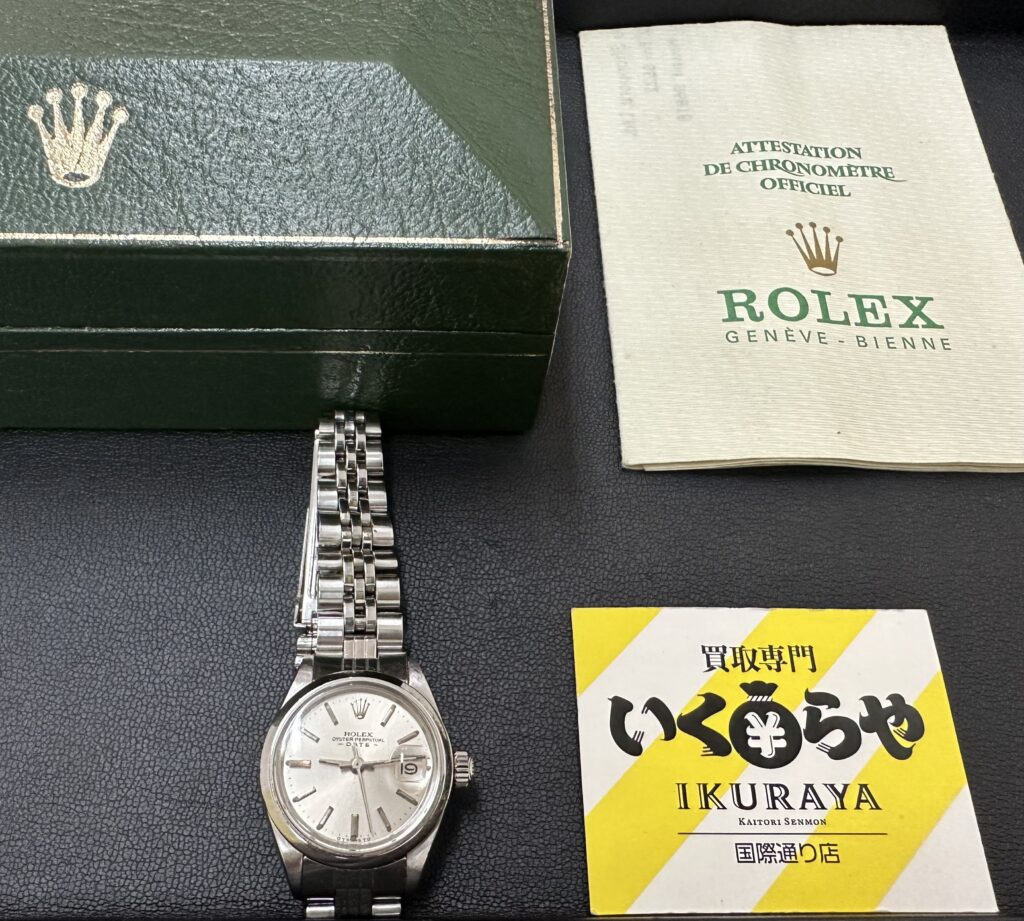 ATTESTATION
DE CHRONOMÈTRE
OFFICIEL
ROLEX
GENÈVE - BIENNE
ROLEX
OYSTER PERPETUAL
DATE
19
買取専門
いくらや
IKURAYA
KAITORI SENMON
国際通り店